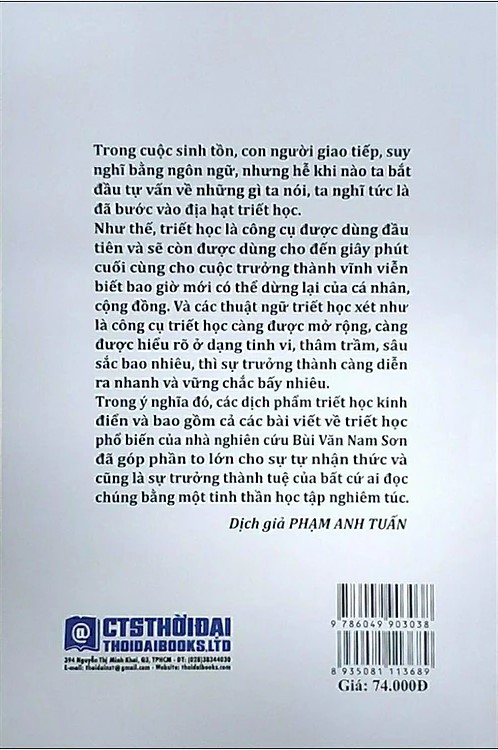 Trong cuộc sinh tồn, con người giao tiếp, suy
nghĩ bằng ngôn ngữ, nhưng hễ khi nào ta bắt
đầu tự vấn về những gì ta nói, ta nghĩ tức là
đã bước vào địa hạt triết học.
Như thế, triết học là công cụ được dùng đầu
tiên và sẽ còn được dùng cho đến giây phút
cuối cùng cho cuộc trưởng thành vĩnh viễn
biết bao giờ mới có thể dừng lại của cá nhân,
cộng đồng. Và các thuật ngữ triết học xét như
là công cụ triết học càng được mở rộng, càng
được hiểu rõ ở dạng tinh vi, thâm trầm, sâu
sắc bao nhiêu, thì sự trưởng thành càng diễn
ra nhanh và vững chắc bấy nhiêu.
Trong ý nghĩa đó, các dịch phẩm triết học kinh
điển và bao gồm cả các bài viết về triết học
phổ biến của nhà nghiên cứu Bùi Văn Nam Sơn
đã góp phần to lớn cho sự tự nhận thức và
cũng là sự trưởng thành tuệ của bất cứ ai đọc
chúng bằng một tinh thần học tập nghiêm túc.
Dịch giả PHẠM ANH TUẤN
@ CTSTHỜIĐẠI
THOIDAIBOOKS.,LTD
394 Nguyễn Thị Minh Khai, Q3, TPHCM - ĐT: (028)38344030
E-mail: thoidainxt@gmail.com - Website: thoidaibooks.com
9 786049 903038
8 935081 113689
Giá: 74.000Đ